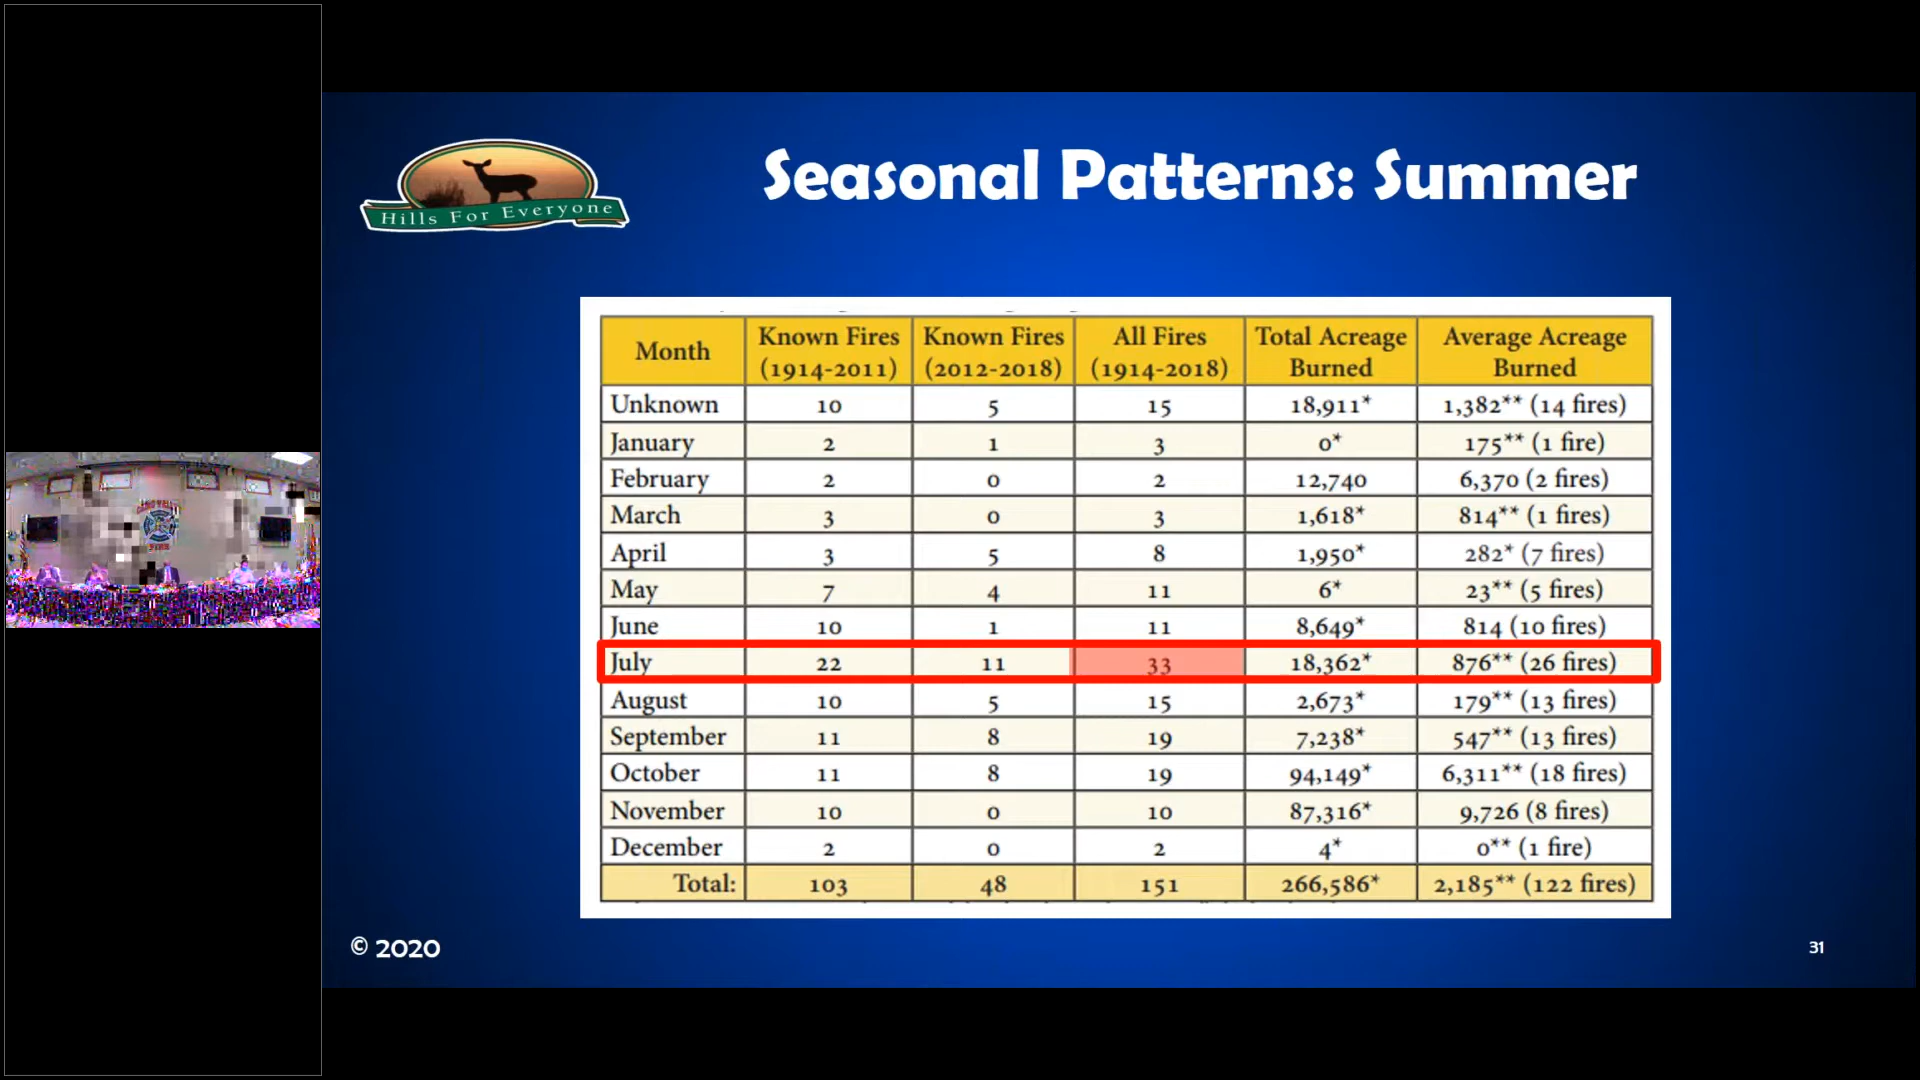 Hills For Everyone
Seasonal Patterns: Summer
Month Known Fires (1914-2011) Known Fires (2012-2018) All Fires (1914-2018) Total Acreage Burned Average Acreage Burned
Unknown 10 5 15 18,911* 1,382** (14 fires)
January 2 1 3 0* 175** (1 fire)
February 2 0 2 12,740 6,370 (2 fires)
March 3 0 3 1,618* 814** (1 fires)
April 3 5 8 1,950* 282* (7 fires)
May 7 4 11 6* 23** (5 fires)
June 10 1 11 8,649* 814 (10 fires)
July 22 11 33 18,362* 876** (26 fires)
August 10 5 15 2,673* 179** (13 fires)
September 11 8 19 7,238* 547** (13 fires)
October 11 8 19 94,149* 6,311** (18 fires)
November 10 0 10 87,316* 9,726 (8 fires)
December 2 0 2 4* 0** (1 fire)
Total: 103 48 151 266,586* 2,185** (122 fires)
© 2020
31